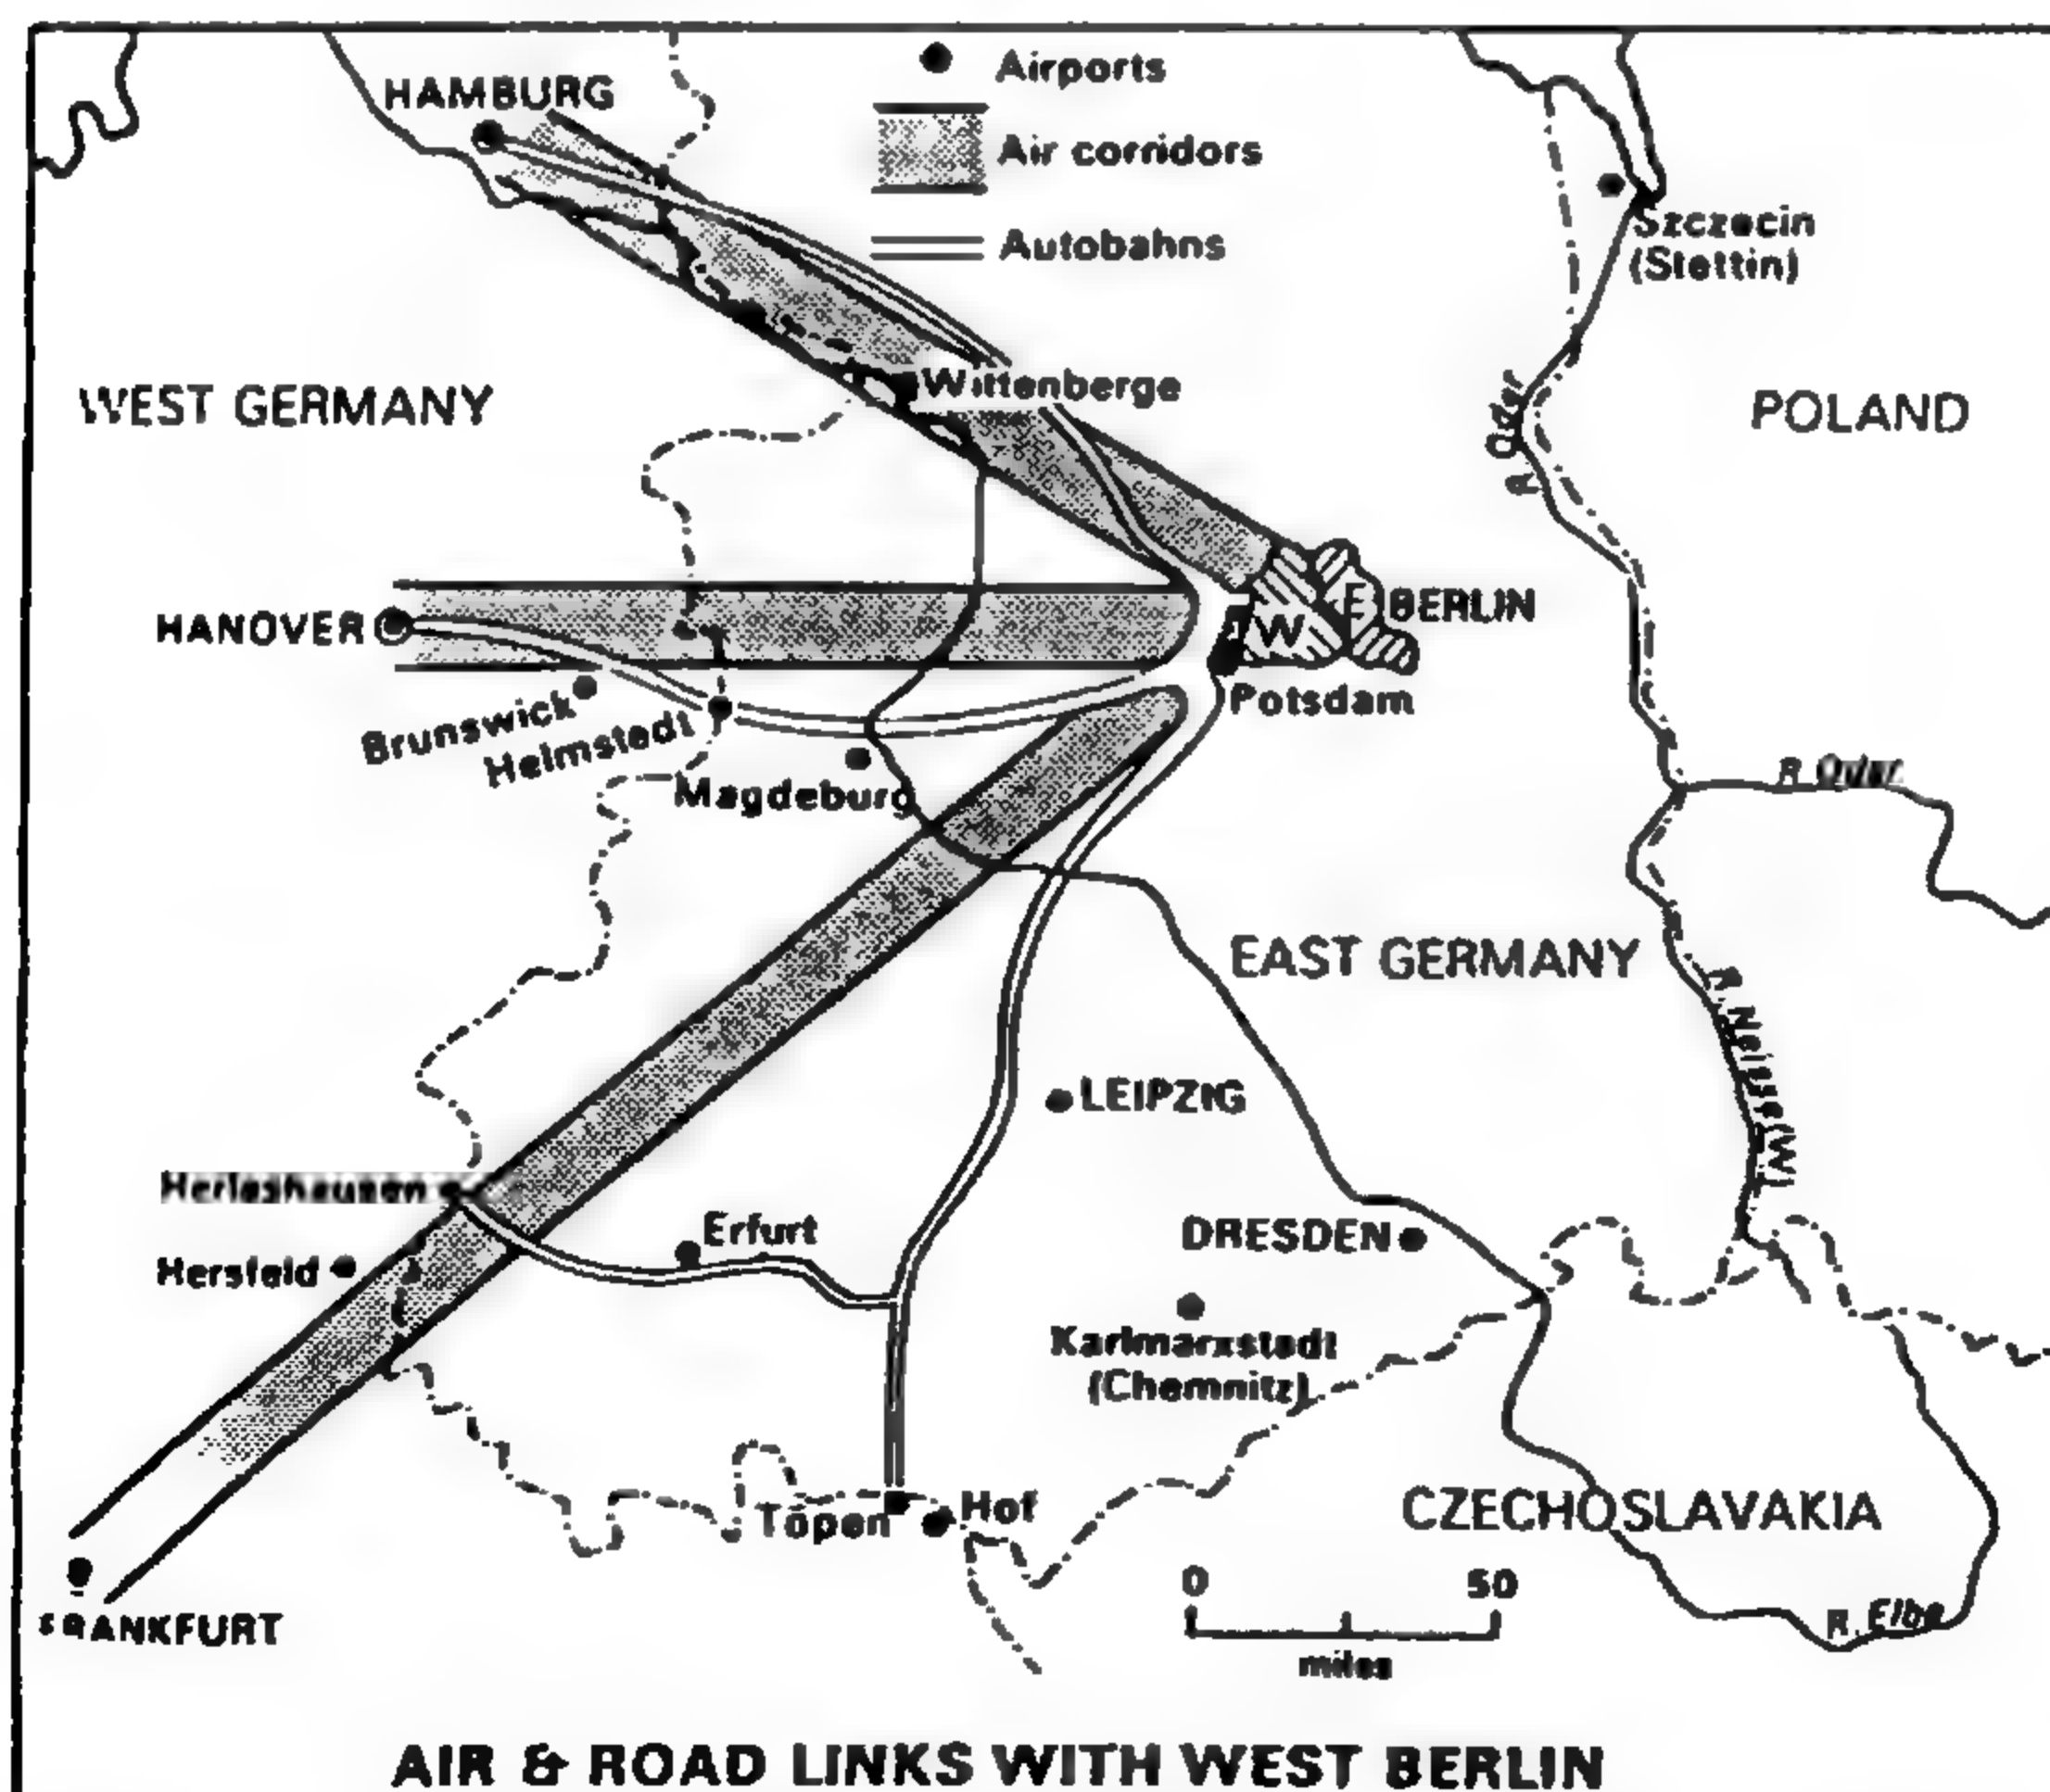 HAMBURG
Airports
Air corridors
Autobahns
Szczecin
(Stettin)
Wittenberge
WEST GERMANY
POLAND
R Oder
HANOVER
E
BERLIN
W
Potsdam
Brunswick
Helmstedt
Magdeburg
R. Oder
EAST GERMANY
R. Neisse(W)
LEIPZIG
Herleshausen
Erfurt
DRESDEN
Hersfeld
Karlmarxstadt
(Chemnitz)
Töpen
Hof
CZECHOSLAVAKIA
0 50
miles
R. Elbe
FRANKFURT
AIR & ROAD LINKS WITH WEST BERLIN